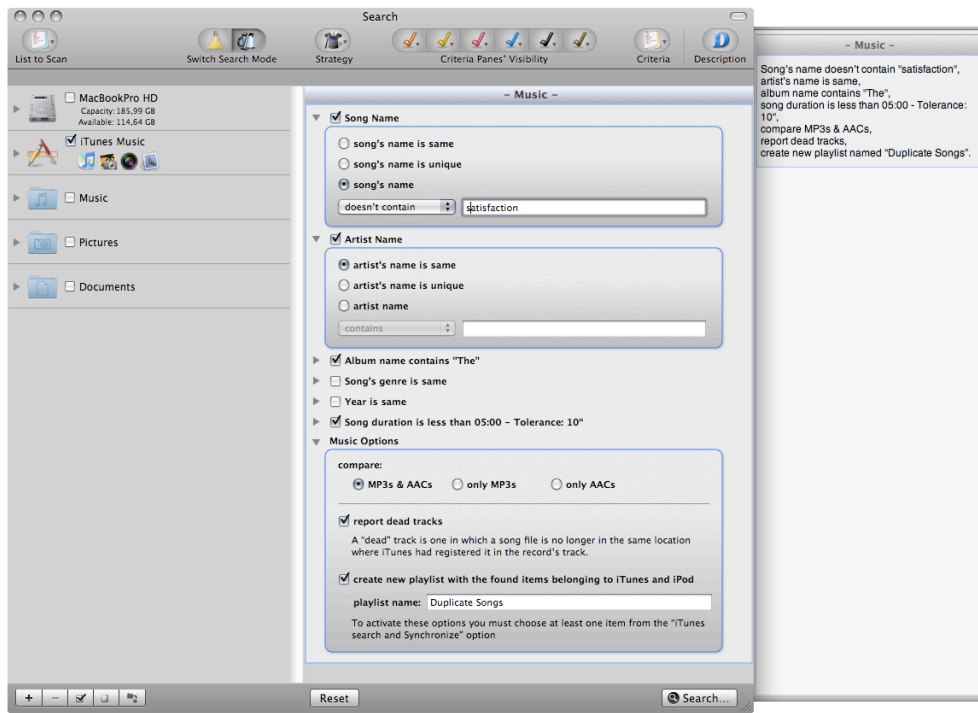 Search
List to Scan
Switch Search Mode
Strategy
Criteria Panes' Visibility
Criteria
Description
MacBookPro HD
Capacity: 185,99 GB
Available: 114,64 GB
iTunes Music
Music
Pictures
Documents
– Music –
Song Name
song's name is same
song's name is unique
song's name
doesn't contain satisfaction
Artist Name
artist's name is same
artist's name is unique
artist name
contains
Album name contains "The"
Song's genre is same
Year is same
Song duration is less than 05:00 – Tolerance: 10"
Music Options
compare:
MP3s & AACs only MP3s only AACs
report dead tracks
A "dead" track is one in which a song file is no longer in the same location
where iTunes had registered it in the record's track.
create new playlist with the found items belonging to iTunes and iPod
playlist name: Duplicate Songs
To activate these options you must choose at least one item from the "iTunes
search and Synchronize" option
Reset
Search...
– Music –
Song's name doesn't contain "satisfaction",
artist's name is same,
album name contains "The",
song duration is less than 05:00 - Tolerance:
10",
compare MP3s & AACs,
report dead tracks,
create new playlist named "Duplicate Songs".